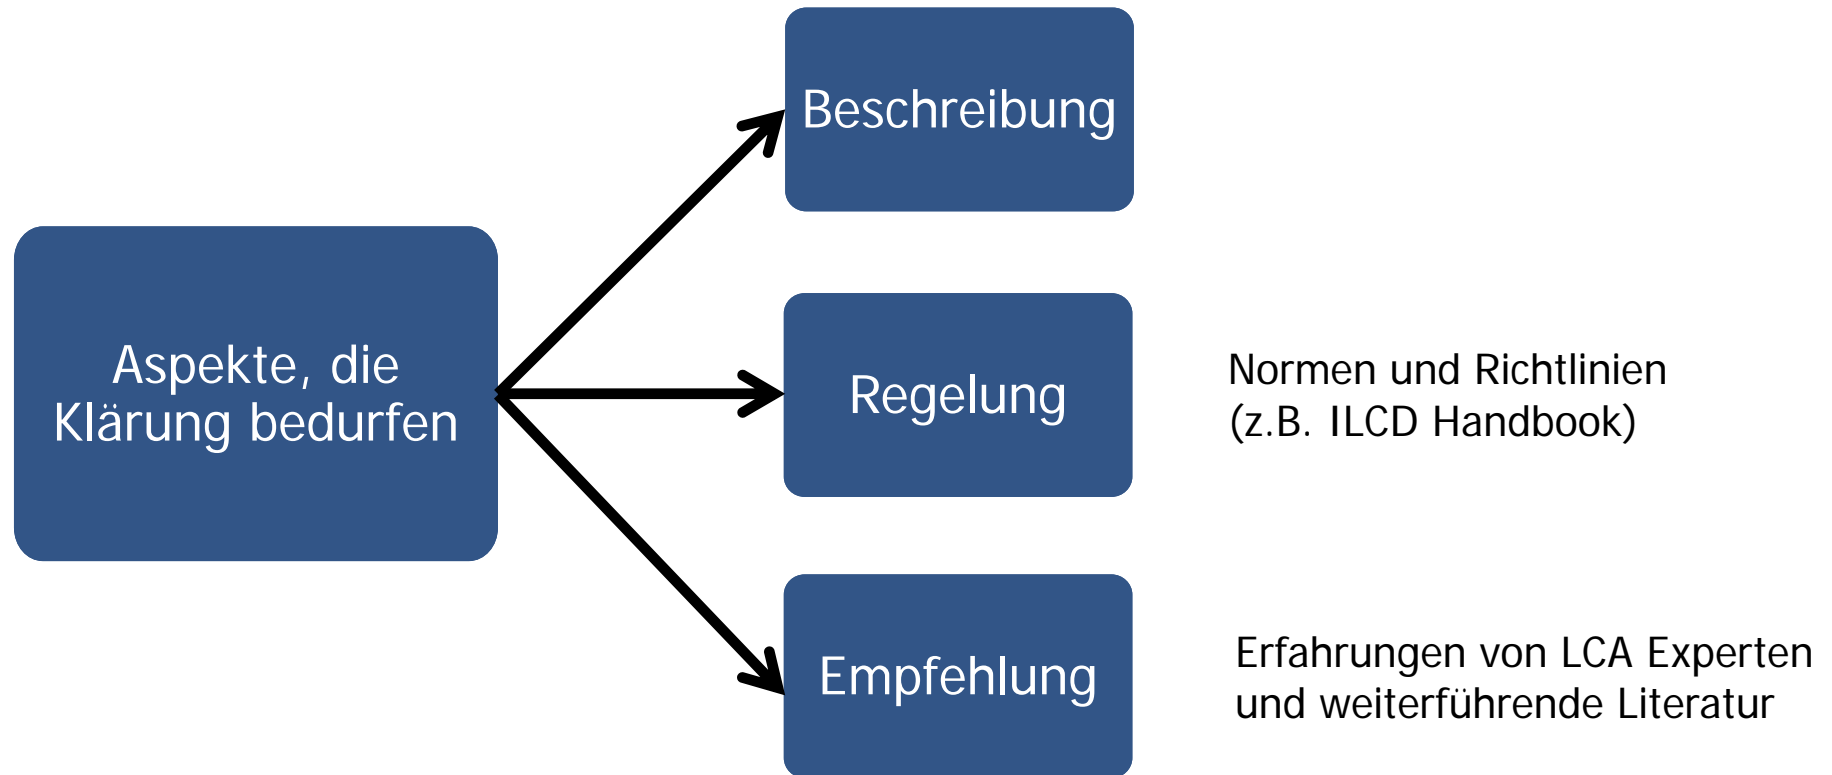 Beschreibung
Aspekte, die
Klärung bedurfen
Regelung
Normen und Richtlinien
(z.B. ILCD Handbook)
Empfehlung
Erfahrungen von LCA Experten
und weiterführende Literatur